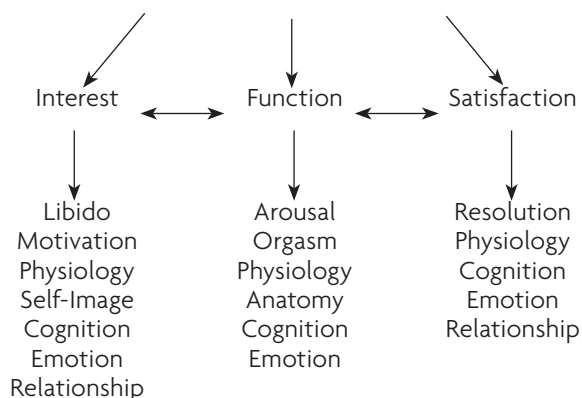 Interest
Function
Satisfaction
Libido
Motivation
Physiology
Self-Image
Cognition
Emotion
Relationship
Arousal
Orgasm
Physiology
Anatomy
Cognition
Emotion
Resolution
Physiology
Cognition
Emotion
Relationship